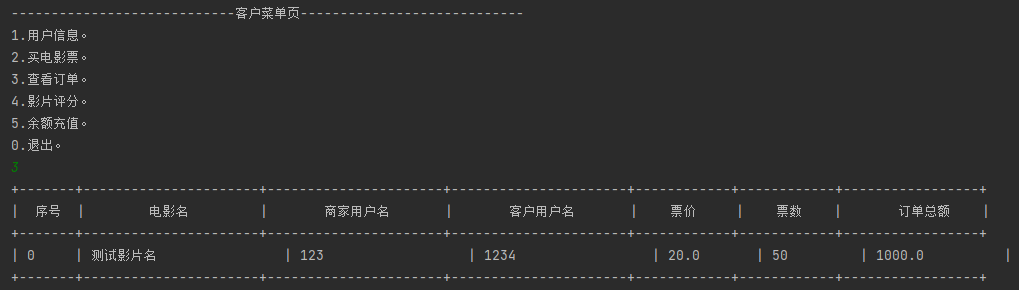 ---------------------------客户菜单页---------------------------
1.用户信息。
2.买电影票。
3.查看订单。
4.影片评分。
5.余额充值。
0.退出。
3
+-------+----------------------+----------------------+----------------------+------------+------------+-----------------+
| 序号 | 电影名 | 商家用户名 | 客户用户名 | 票价 | 票数 | 订单总额 |
+-------+----------------------+----------------------+----------------------+------------+------------+-----------------+
| 0 | 测试影片名 | 123 | 1234 | 20.0 | 50 | 1000.0 |
+-------+----------------------+----------------------+----------------------+------------+------------+-----------------+